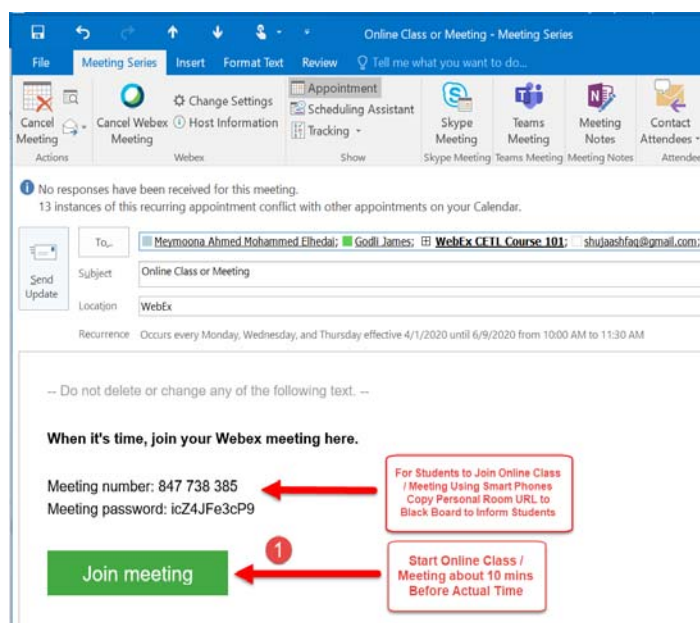 Online Class or Meeting - Meeting Series
File Meeting Series Insert Format Text Review Tell me what you want to do...
Cancel Meeting
Cancel Webex Meeting
Change Settings
Host Information
Appointment
Scheduling Assistant
Tracking
Skype Meeting
Teams Meeting
Meeting Notes
Contact Attendees
Actions Webex Show Skype Meeting Teams Meeting Meeting Notes Attendee
No responses have been received for this meeting.
13 instances of this recurring appointment conflict with other appointments on your Calendar.
Send Update
To... Meymoona Ahmed Mohammed Elhedai; Godli James; WebEx CETL Course 101; shujaashfaq@gmail.com;
Subject Online Class or Meeting
Location WebEx
Recurrence Occurs every Monday, Wednesday, and Thursday effective 4/1/2020 until 6/9/2020 from 10:00 AM to 11:30 AM
-- Do not delete or change any of the following text. --
When it's time, join your Webex meeting here.
Meeting number: 847 738 385
Meeting password: icZ4JFe3cP9
For Students to Join Online Class
/ Meeting Using Smart Phones
Copy Personal Room URL to
Black Board to Inform Students
1
Join meeting
Start Online Class /
Meeting about 10 mins
Before Actual Time